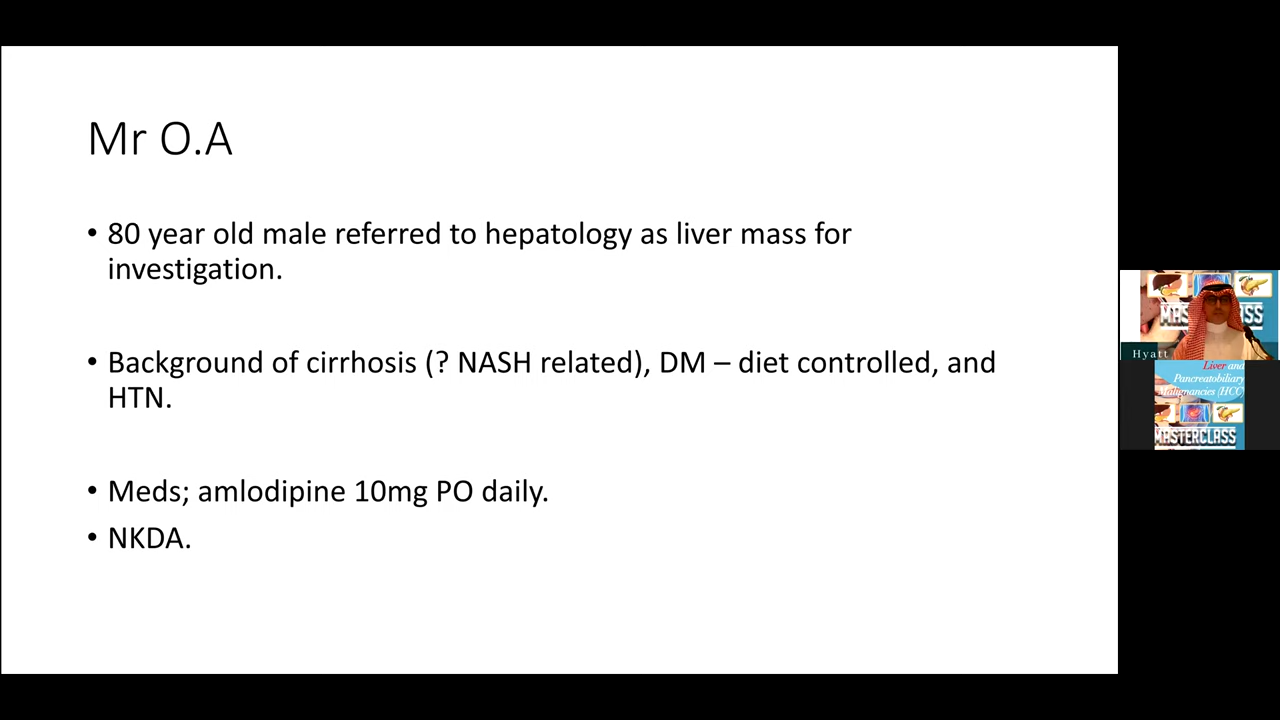 Mr O.A
• 80 year old male referred to hepatology as liver mass for
investigation.
• Background of cirrhosis (? NASH related), DM – diet controlled, and
HTN.
• Meds; amlodipine 10mg PO daily.
• NKDA.
Hyatt
Liver and
Pancreatobiliary
Malignancies (HCC)
MASTERCLASS